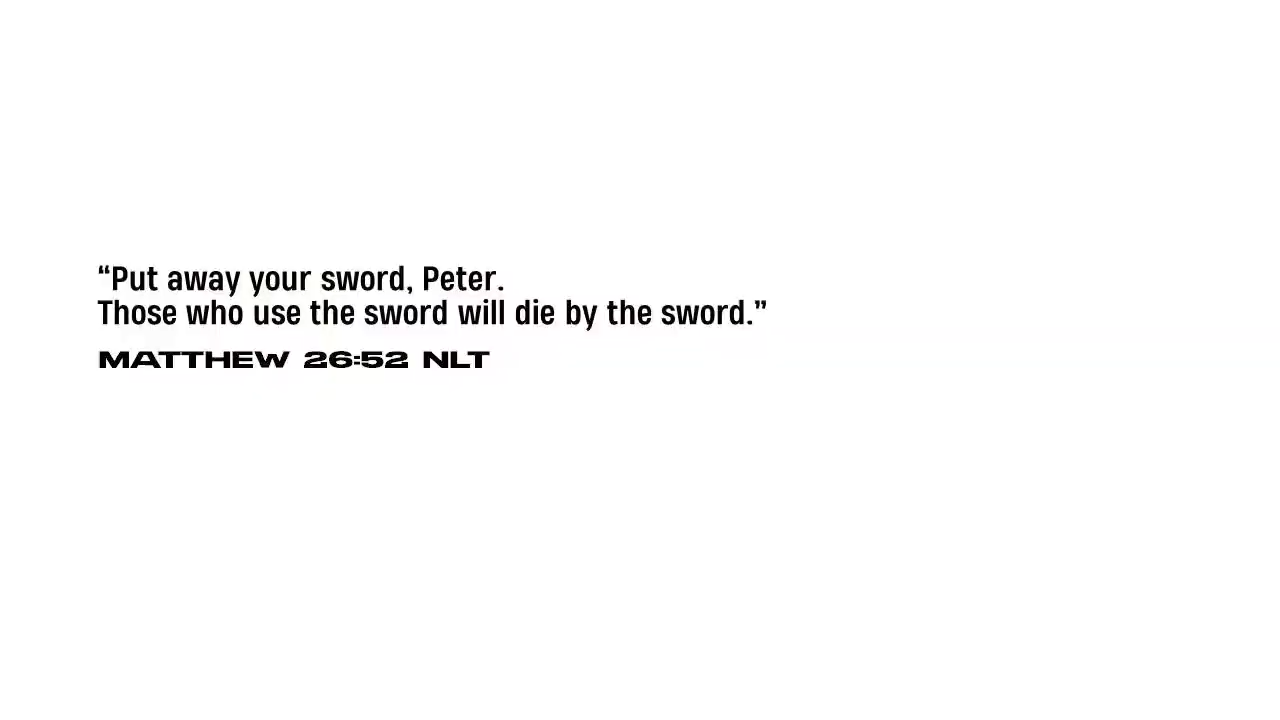 “Put away your sword, Peter.
Those who use the sword will die by the sword.”
MATTHEW 26:52 NLT